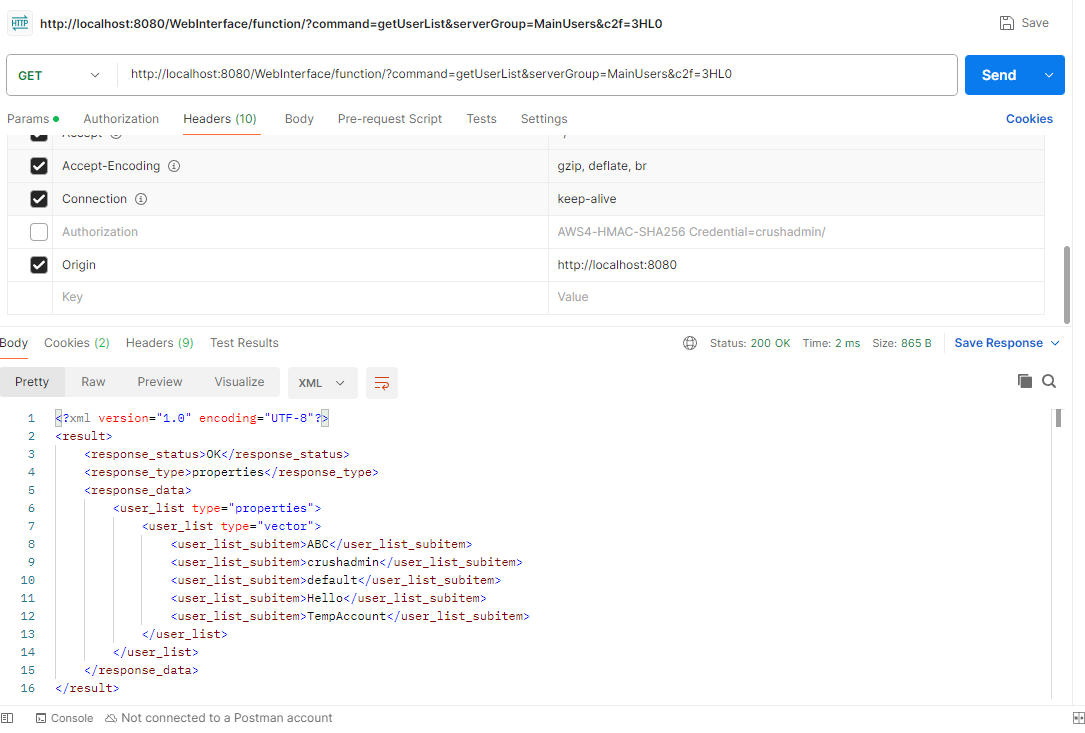 HTTP http://localhost:8080/WebInterface/function/?command=getUserList&serverGroup=MainUsers&c2f=3HL0 Save
GET http://localhost:8080/WebInterface/function/?command=getUserList&serverGroup=MainUsers&c2f=3HL0 Send
Params Authorization Headers (10) Body Pre-request Script Tests Settings Cookies
Accept
Accept-Encoding gzip, deflate, br
Connection keep-alive
Authorization AWS4-HMAC-SHA256 Credential=crushadmin/
Origin http://localhost:8080
Key Value
Body Cookies (2) Headers (9) Test Results Status: 200 OK Time: 2 ms Size: 865 B Save Response
Pretty Raw Preview Visualize XML
1 <?xml version="1.0" encoding="UTF-8"?>
2 <result>
3 <response_status>OK</response_status>
4 <response_type>properties</response_type>
5 <response_data>
6 <user_list type="properties">
7 <user_list type="vector">
8 <user_list_subitem>ABC</user_list_subitem>
9 <user_list_subitem>crushadmin</user_list_subitem>
10 <user_list_subitem>default</user_list_subitem>
11 <user_list_subitem>Hello</user_list_subitem>
12 <user_list_subitem>TempAccount</user_list_subitem>
13 </user_list>
14 </user_list>
15 </response_data>
16 </result>
Console Not connected to a Postman account